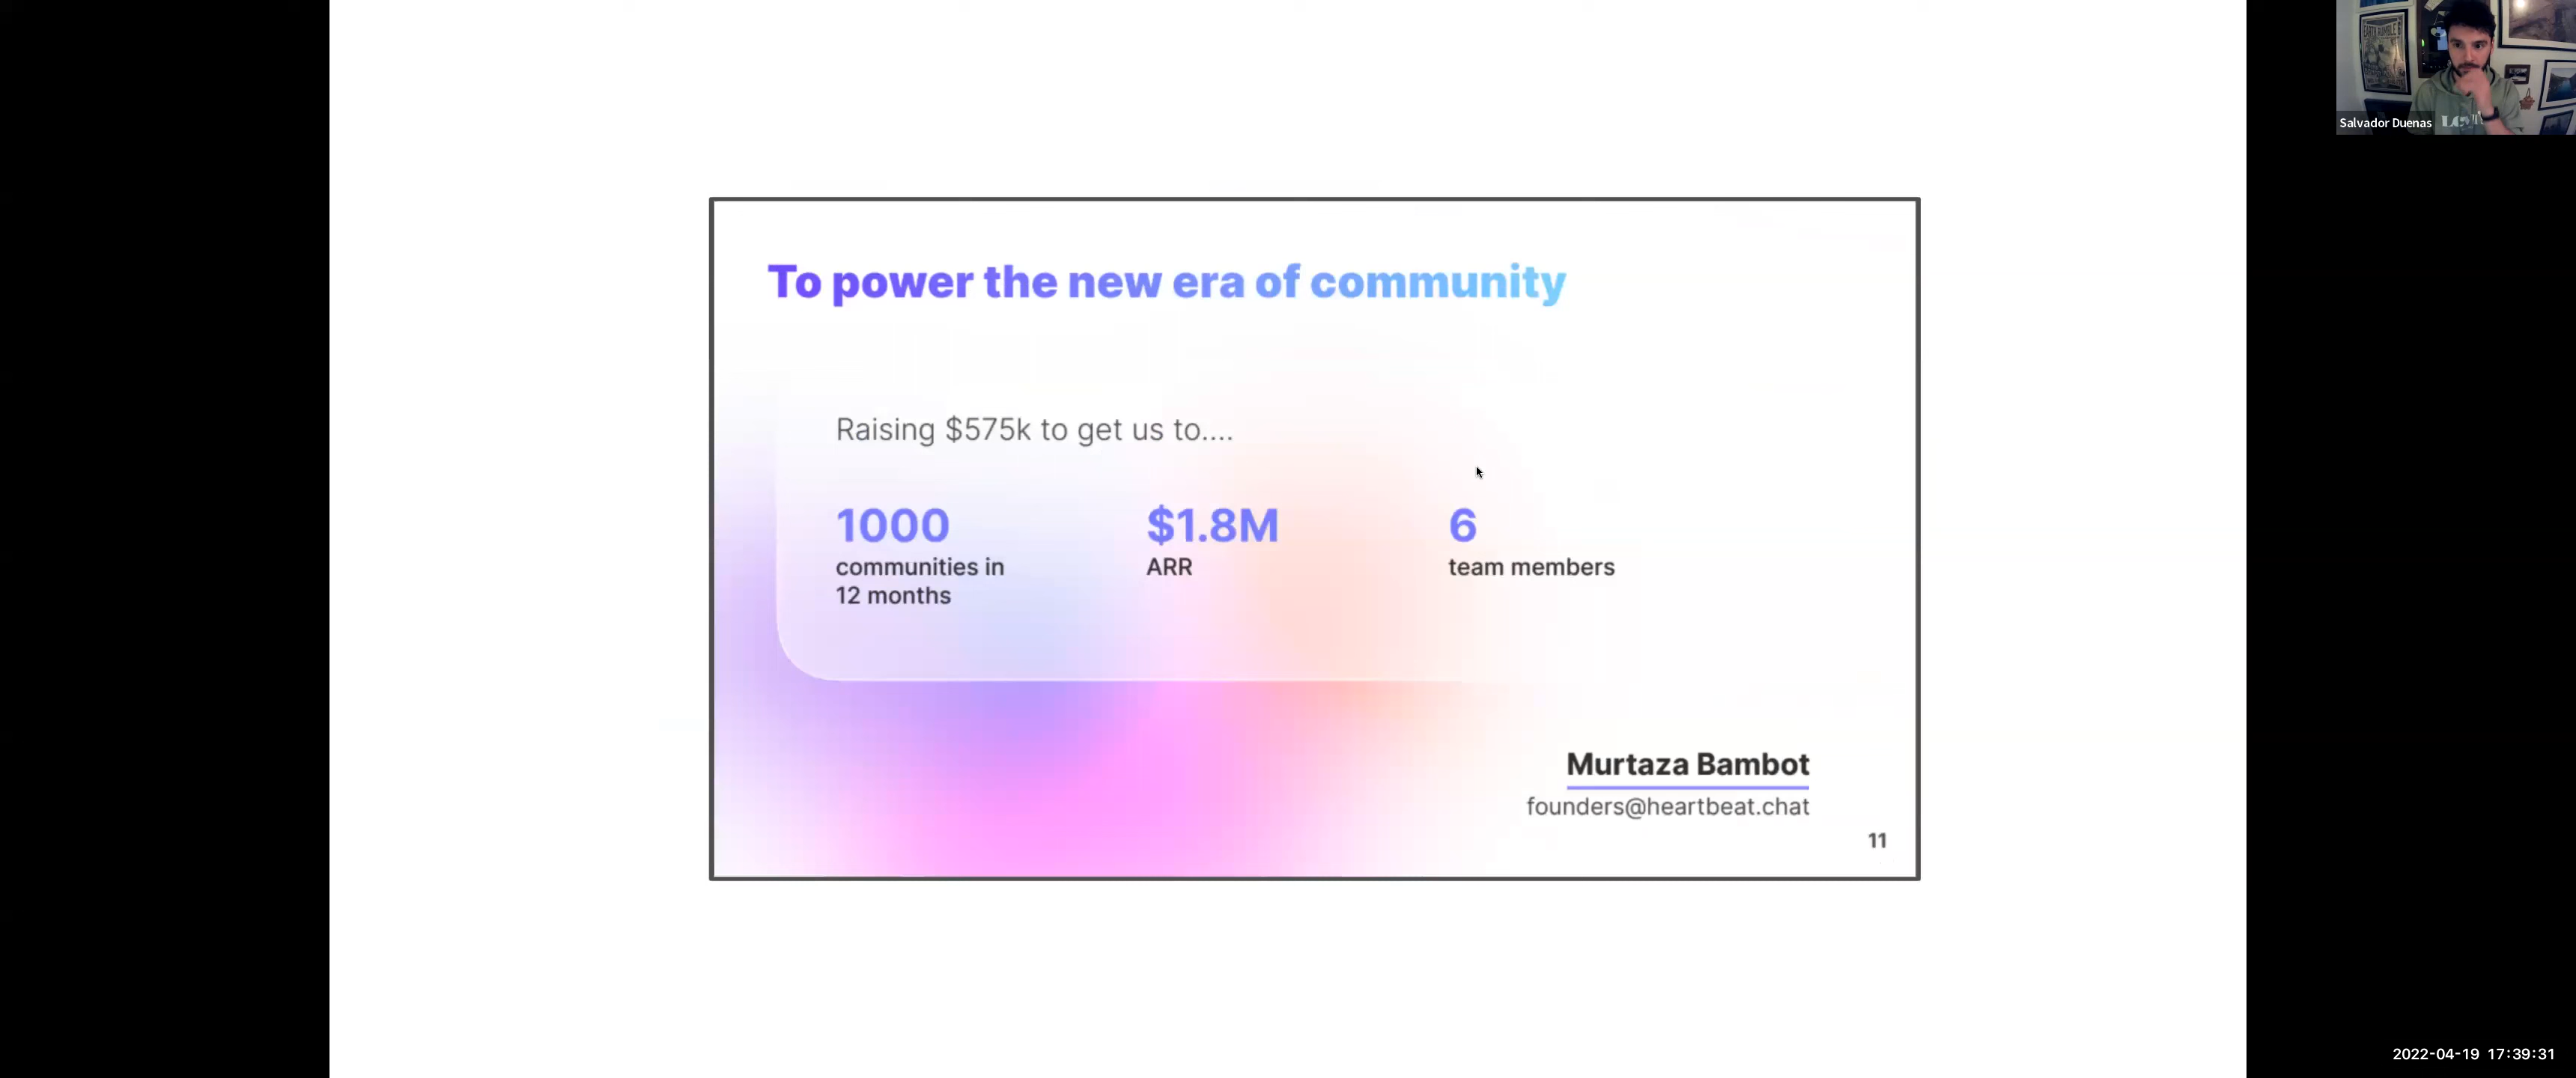 To power the new era of community
Raising $575k to get us to....
1000
communities in
12 months
$1.8M
ARR
6
team members
Murtaza Bambot
founders@heartbeat.chat
11
Salvador Duenas
2022-04-19 17:39:31